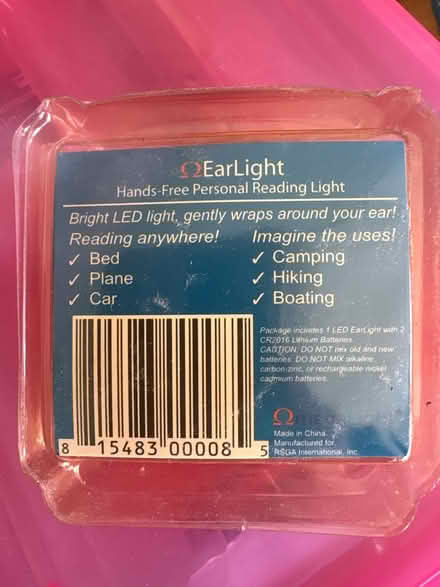 ΩEarLight
Hands-Free Personal Reading Light
Bright LED light, gently wraps around your ear!
Reading anywhere!
✓ Bed
✓ Plane
✓ Car
Imagine the uses!
✓ Camping
✓ Hiking
✓ Boating
Package includes 1 LED EarLight with 2
CR2016 Lithium Batteries.
CAUTION: DO NOT mix old and new
batteries. DO NOT MIX alkaline,
carbon-zinc, or rechargeable nickel
cadmium batteries.
Ω
Made in China
Manufactured for
RSGA International, Inc.
8 15483 00008 5